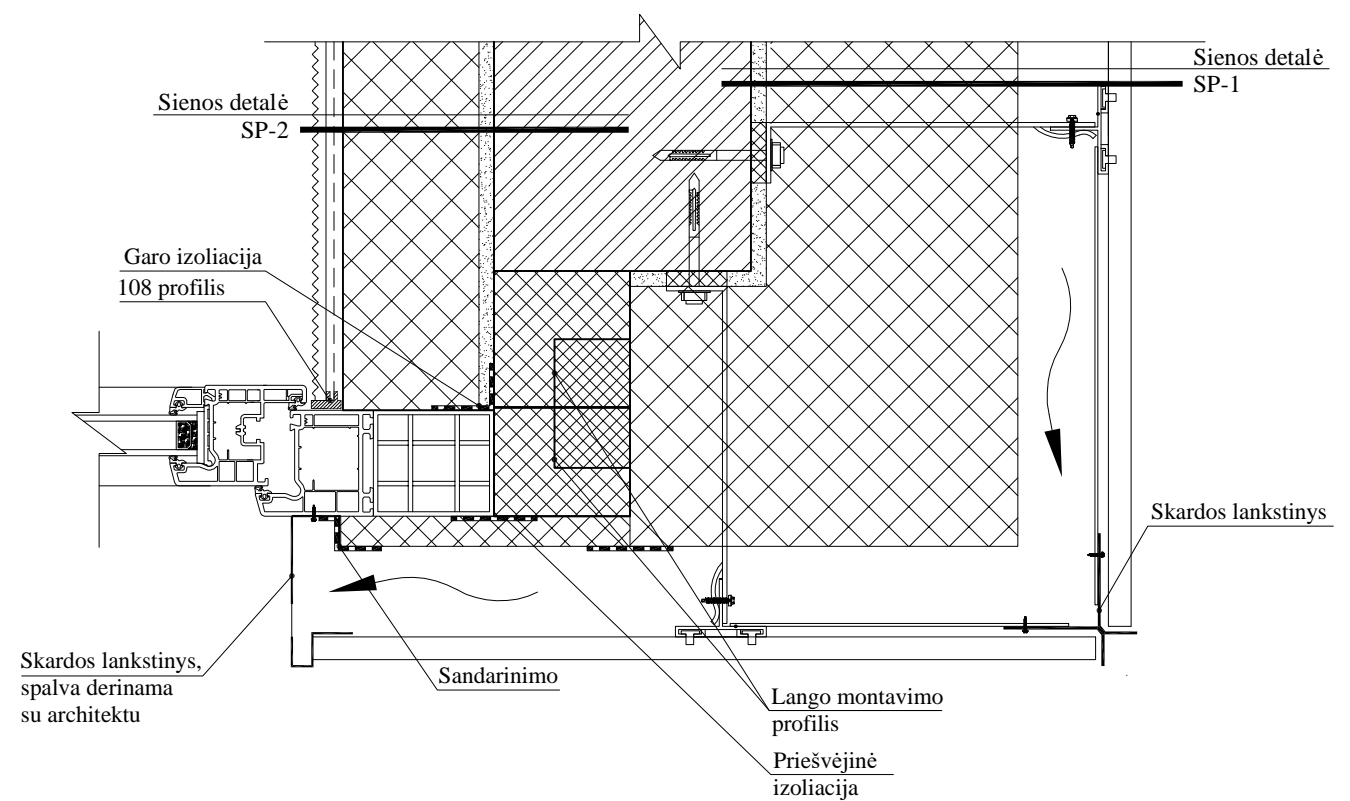 Sienos detalė
SP-1
Sienos detalė
SP-2
Garo izoliacija
108 profilis
Skardos lankstinys
Skardos lankstinys,
spalva derinama
su architektu
Sandarinimo
Lango montavimo
profilis
Priešvėjinė
izoliacija